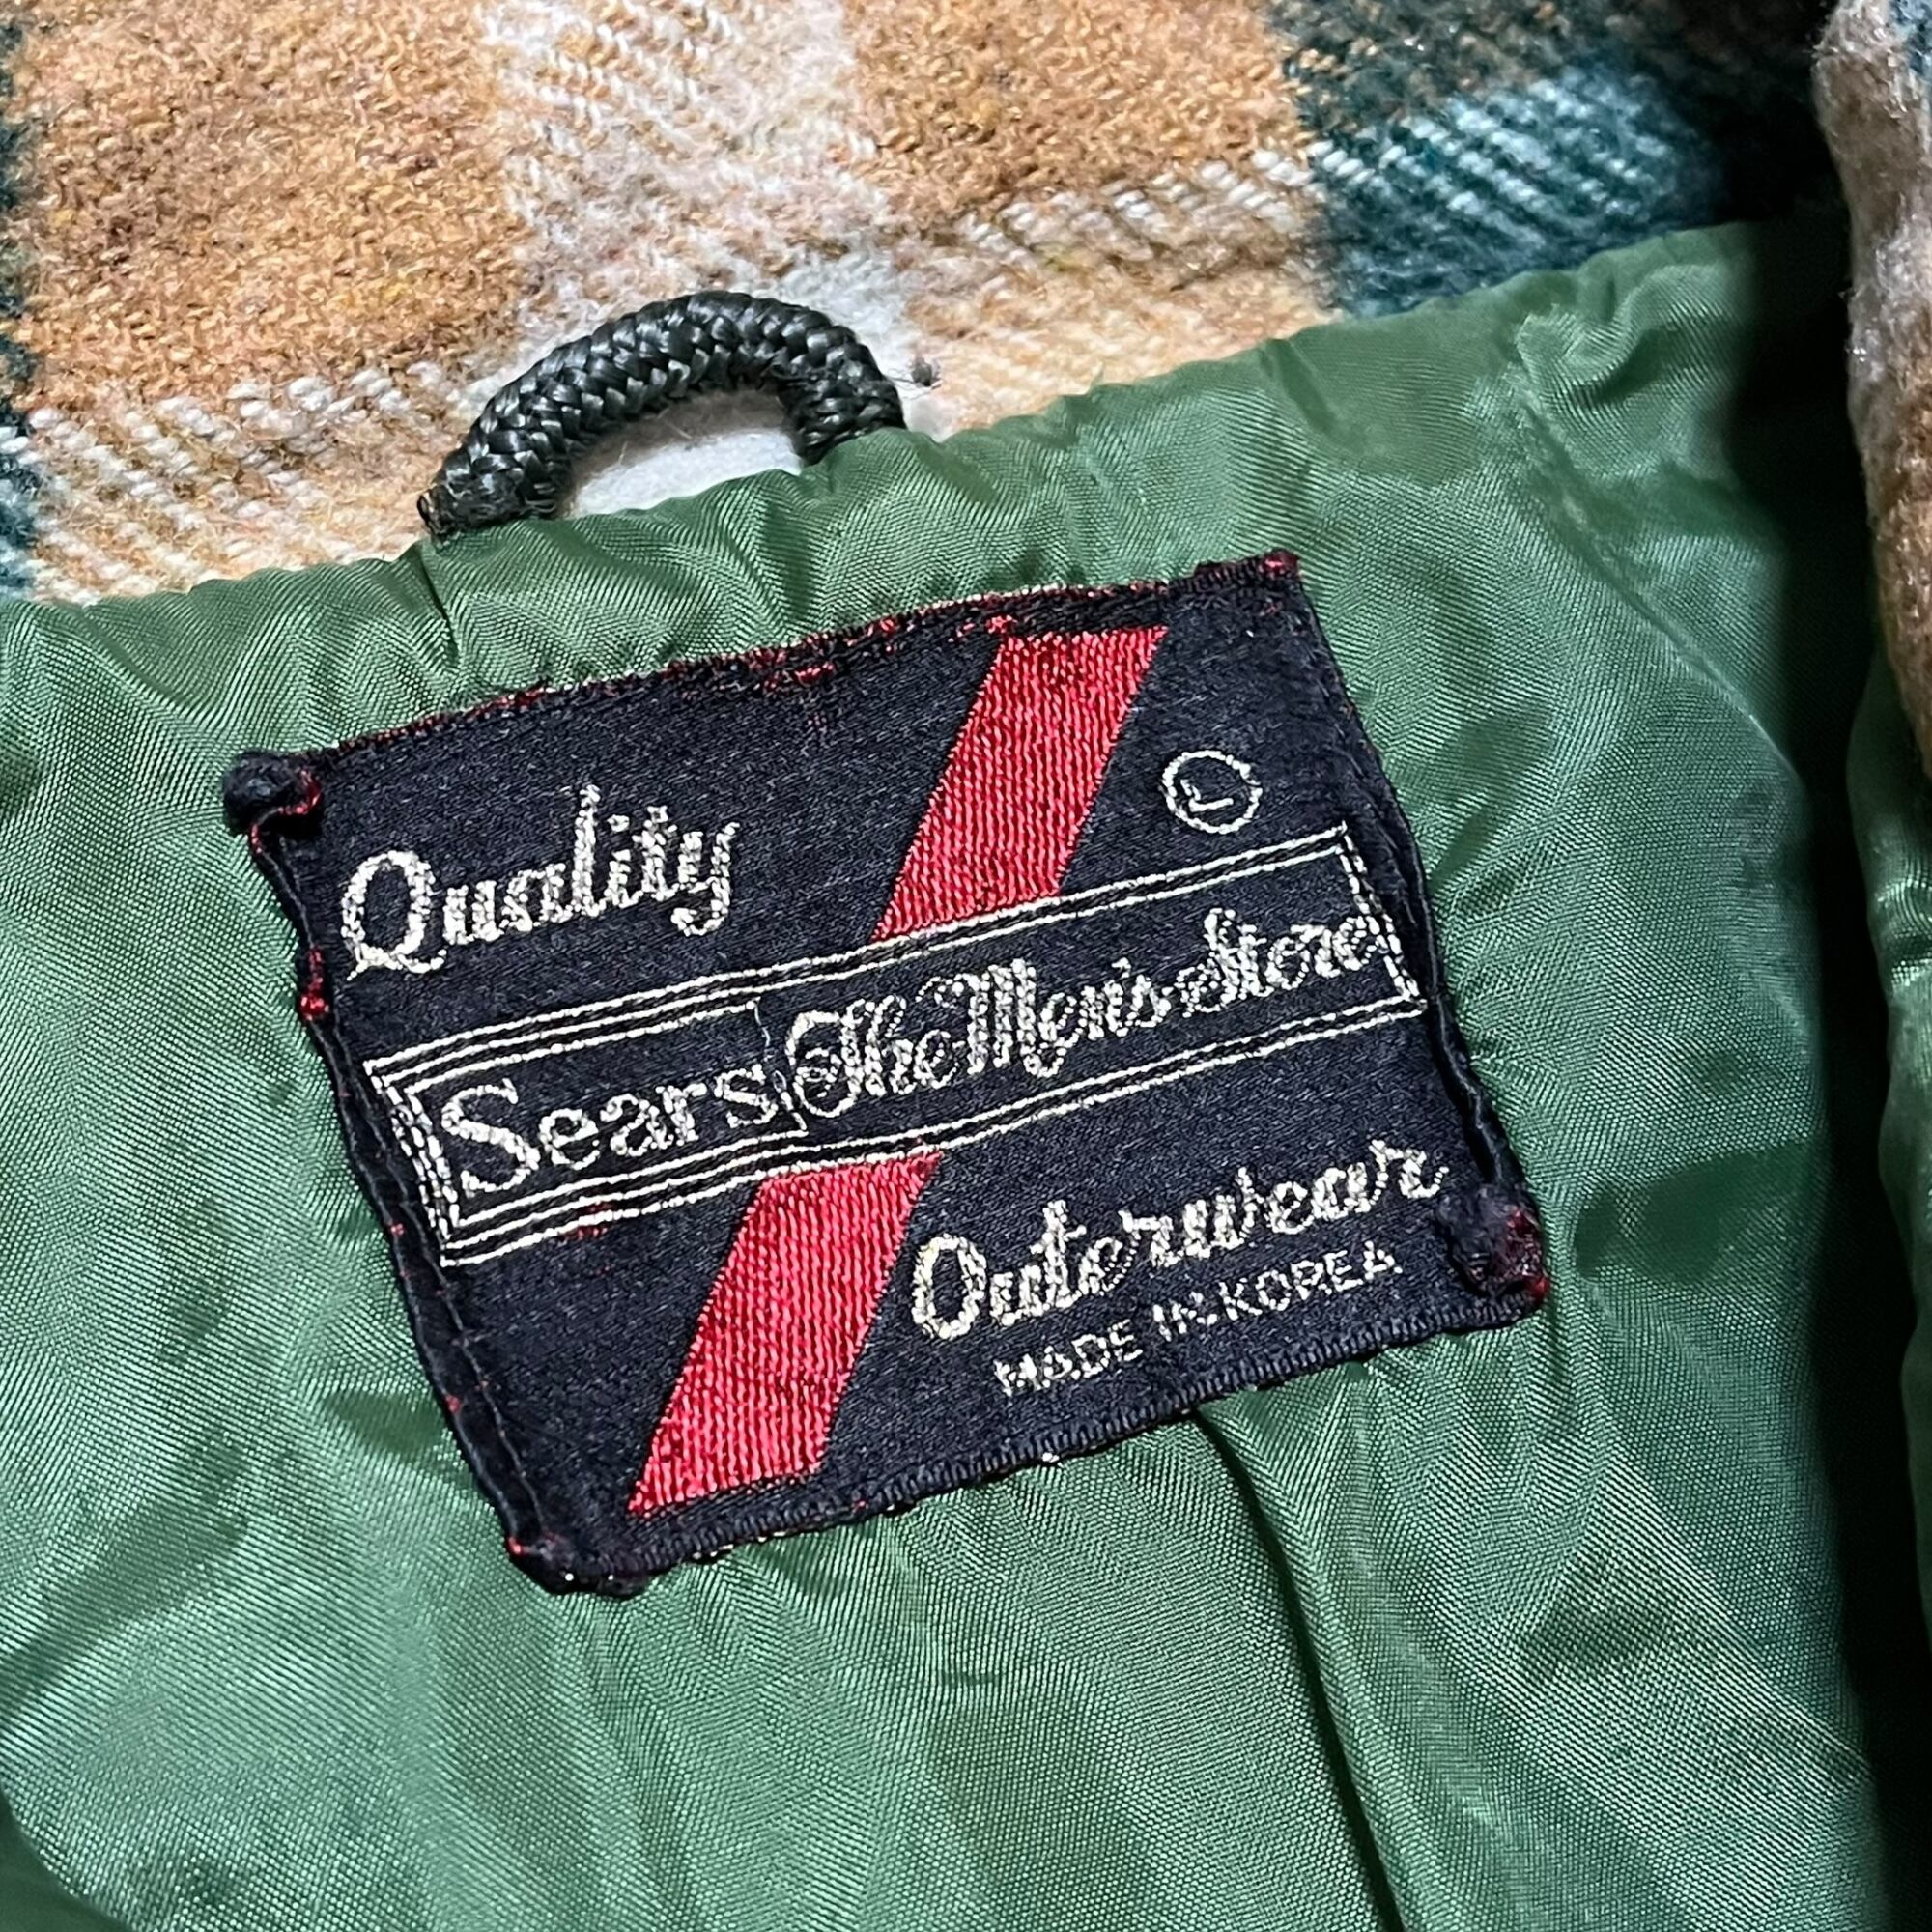 Quality
Ⓛ
Sears The Men's Store
Outerwear
MADE IN KOREA